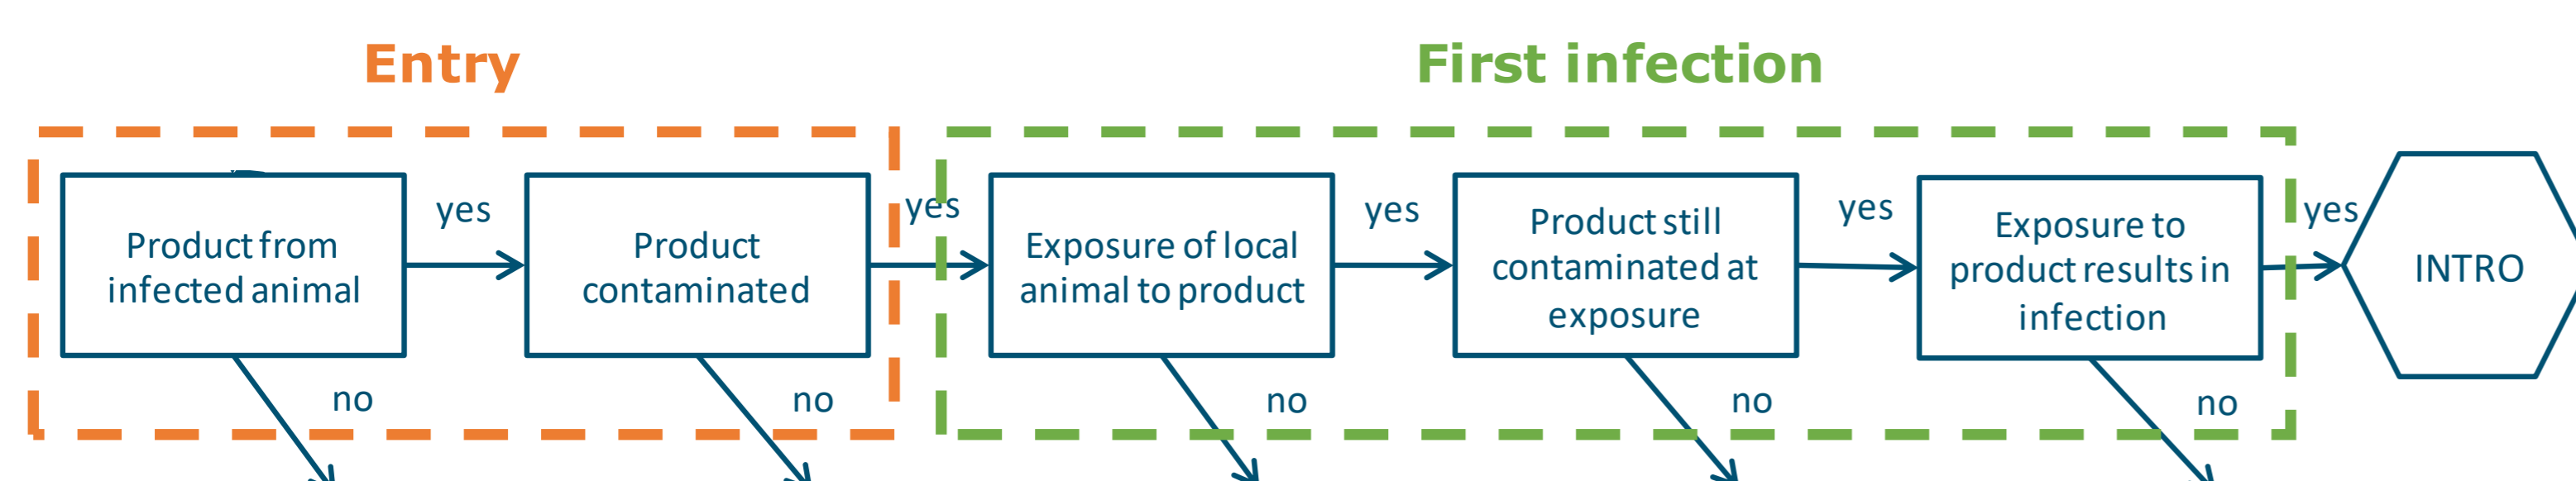 Entry
First infection
Product from
infected animal
yes
Product
contaminated
yes
Exposure of local
animal to product
yes
Product still
contaminated at
exposure
yes
Exposure to
product results in
infection
yes
INTRO
no
no
no
no
no